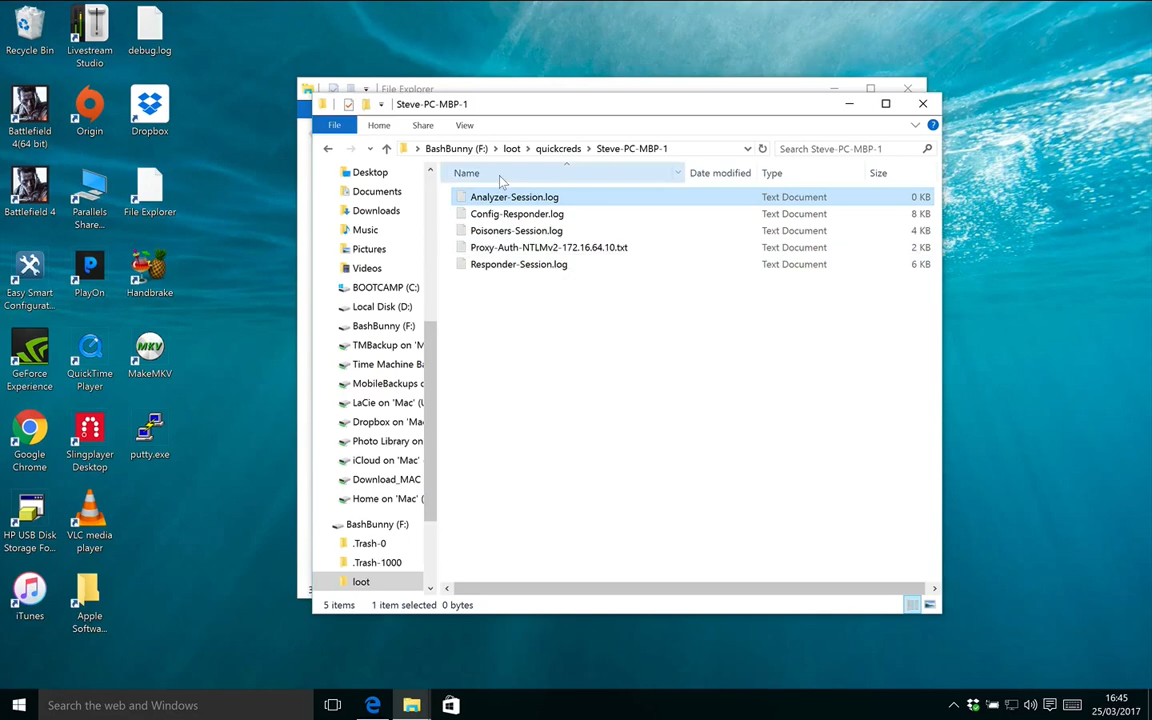 Recycle Bin
Livestream
Studio
debug.log
Battlefield
4(64 bit)
Origin
Dropbox
Battlefield 4
Parallels
Share...
File Explorer
Easy Smart
Configurat...
PlayOn
Handbrake
GeForce
Experience
QuickTime
Player
MakeMKV
Google
Chrome
Slingplayer
Desktop
putty.exe
HP USB Disk
Storage Fo...
VLC media
player
iTunes
Apple
Softwa...
File Explorer
Steve-PC-MBP-1
File
Home
Share
View
BashBunny (F:) › loot › quickcreds › Steve-PC-MBP-1
Search Steve-PC-MBP-1
Name
Date modified
Type
Size
Analyzer-Session.log
Text Document
0 KB
Config-Responder.log
Text Document
8 KB
Poisoners-Session.log
Text Document
4 KB
Proxy-Auth-NTLMv2-172.16.64.10.txt
Text Document
2 KB
Responder-Session.log
Text Document
6 KB
Desktop
Documents
Downloads
Music
Pictures
Videos
BOOTCAMP (C:)
Local Disk (D:)
BashBunny (F:)
TMBackup on 'M
Time Machine Ba
MobileBackups o
LaCie on 'Mac' (
Dropbox on 'Mac
Photo Library on
iCloud on 'Mac'
Download_MAC
Home on 'Mac' (
BashBunny (F:)
.Trash-0
.Trash-1000
loot
5 items
1 item selected 0 bytes
Search the web and Windows
16:45
25/03/2017